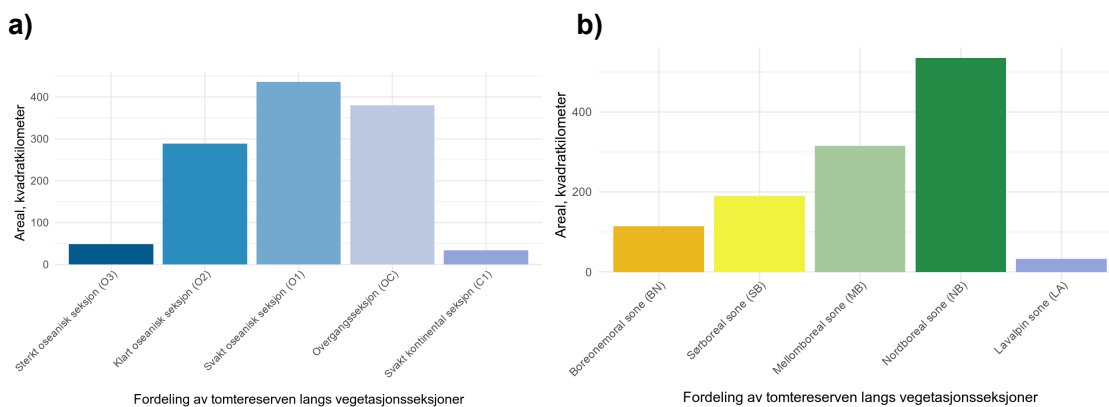 a)
Areal, kvadratkilometer
400
300
200
100
0
Sterkt oseanisk seksjon (O3)
Klart oseanisk seksjon (O2)
Svakt oseanisk seksjon (O1)
Overgangsseksjon (OC)
Svakt kontinental seksjon (C1)
Fordeling av tomtereserven langs vegetasjonsseksjoner
b)
Areal, kvadratkilometer
400
200
0
Boreonemoral sone (BN)
Sørboreal sone (SB)
Mellomboreal sone (MB)
Nordboreal sone (NB)
Lavalpin sone (LA)
Fordeling av tomtereserven langs vegetasjonsseksjoner